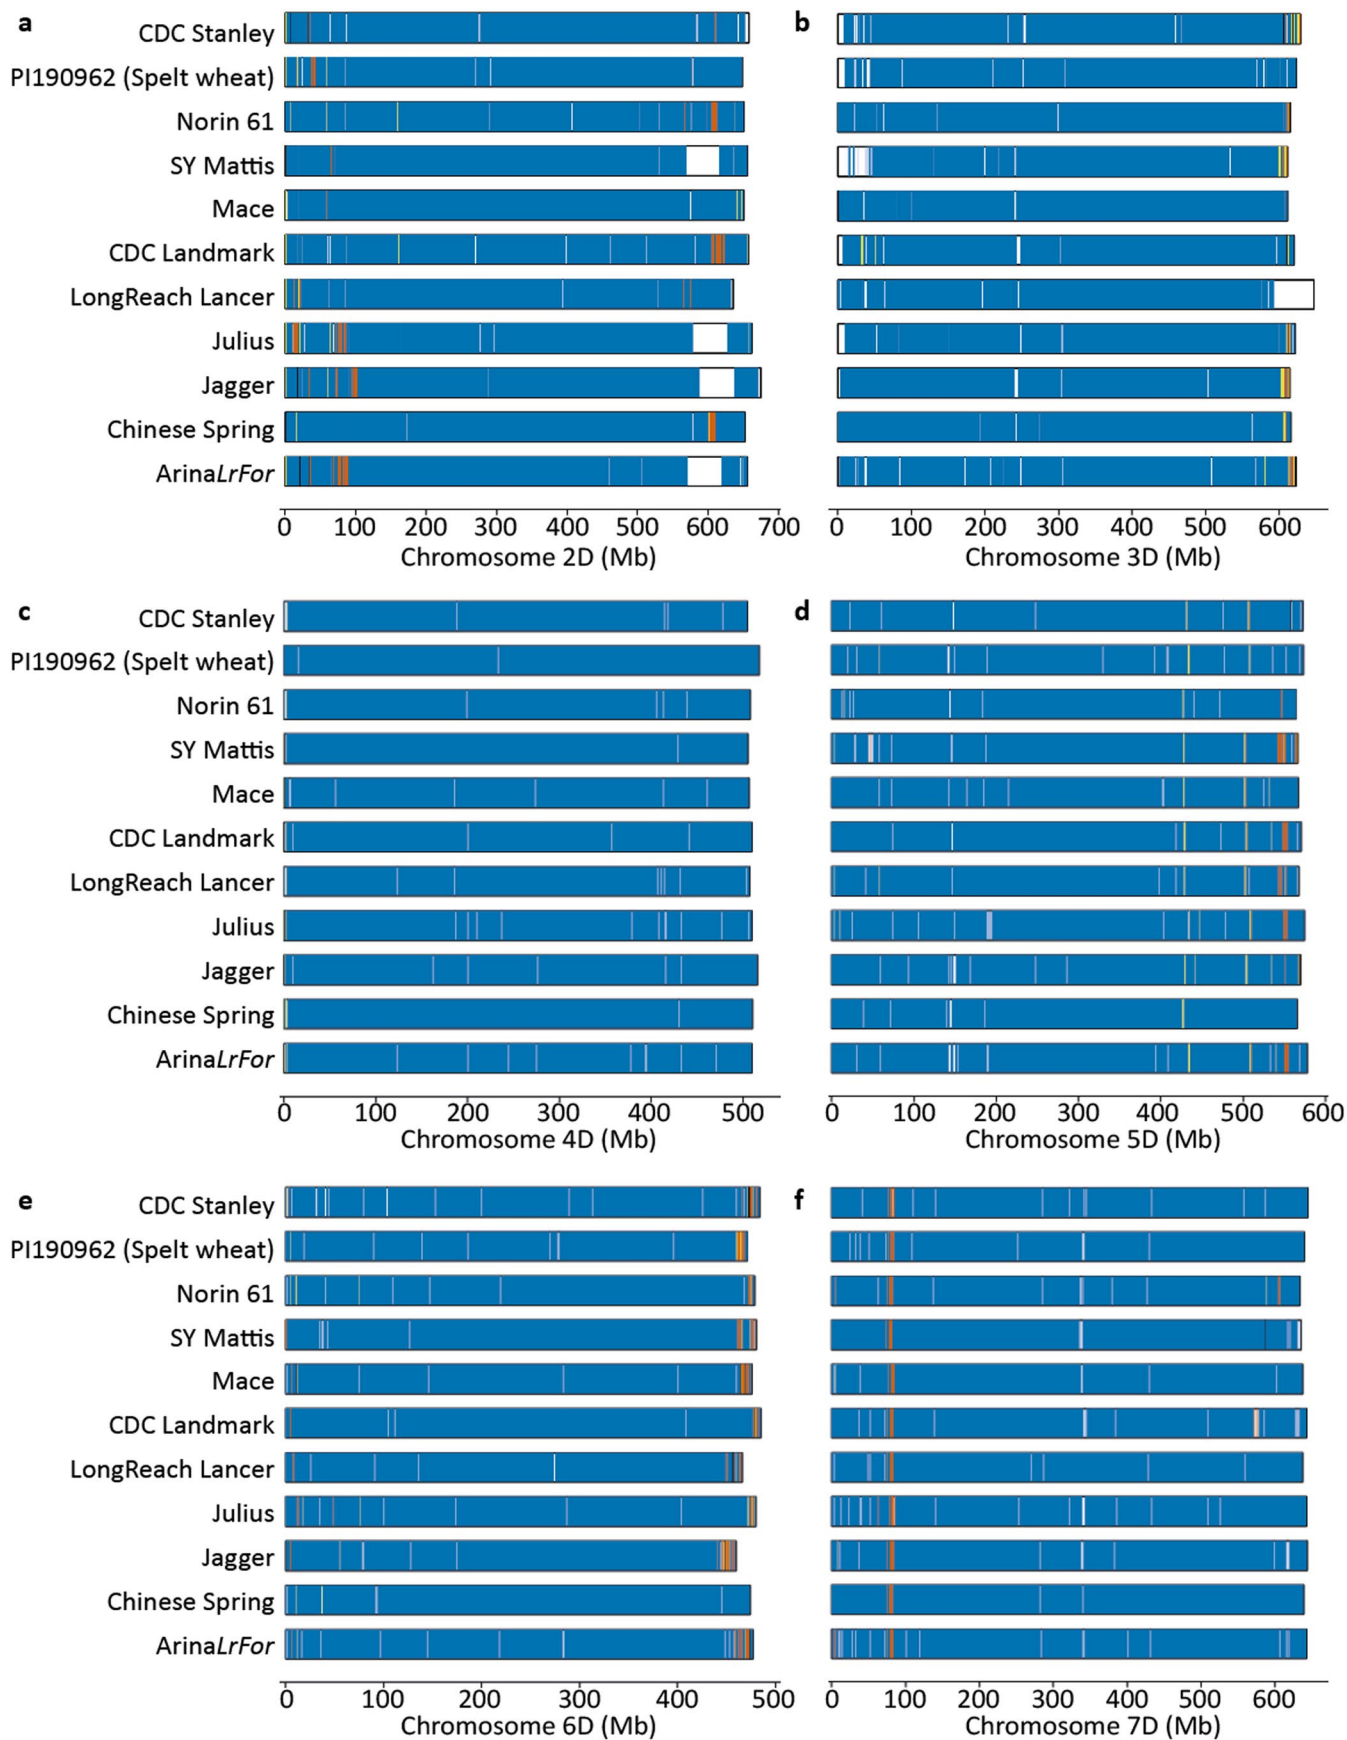 a
CDC Stanley
PI190962 (Spelt wheat)
Norin 61
SY Mattis
Mace
CDC Landmark
LongReach Lancer
Julius
Jagger
Chinese Spring
ArinaLrFor
0 100 200 300 400 500 600 700
Chromosome 2D (Mb)
b
0 100 200 300 400 500 600
Chromosome 3D (Mb)
c
CDC Stanley
PI190962 (Spelt wheat)
Norin 61
SY Mattis
Mace
CDC Landmark
LongReach Lancer
Julius
Jagger
Chinese Spring
ArinaLrFor
0 100 200 300 400 500
Chromosome 4D (Mb)
d
0 100 200 300 400 500 600
Chromosome 5D (Mb)
e
CDC Stanley
PI190962 (Spelt wheat)
Norin 61
SY Mattis
Mace
CDC Landmark
LongReach Lancer
Julius
Jagger
Chinese Spring
ArinaLrFor
0 100 200 300 400 500
Chromosome 6D (Mb)
f
0 100 200 300 400 500 600
Chromosome 7D (Mb)